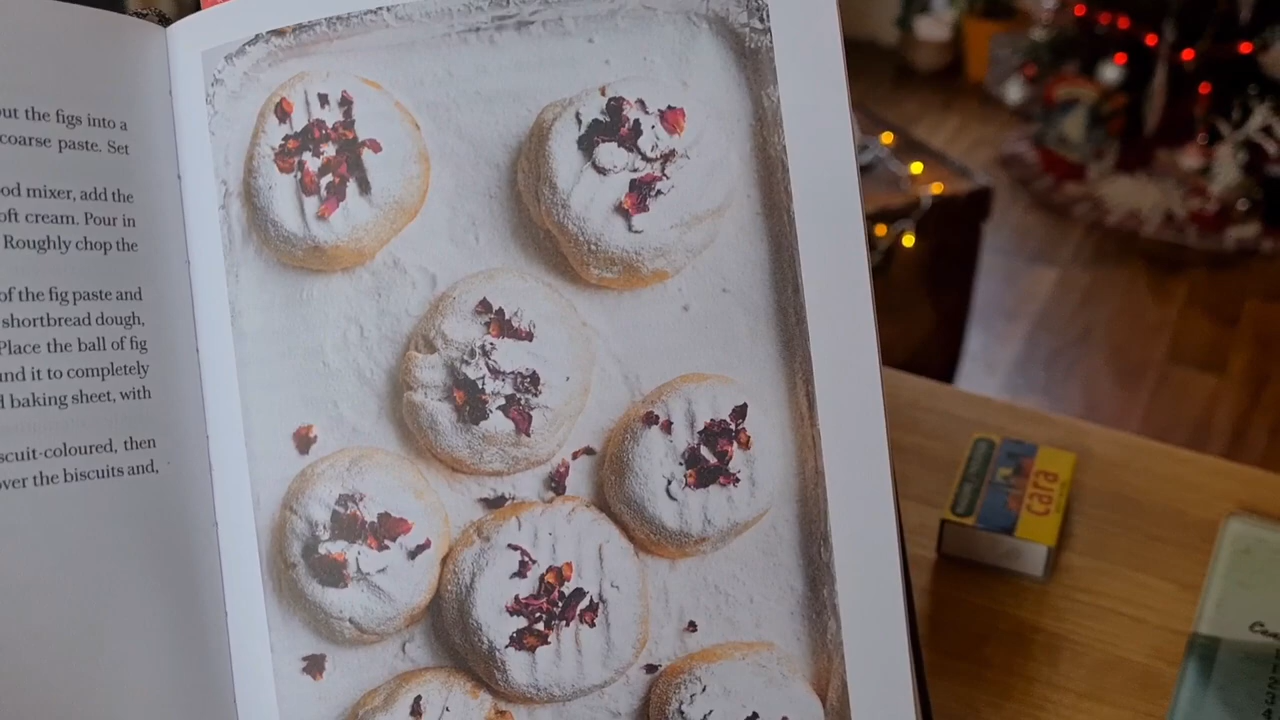 out the figs into a
coarse paste. Set
od mixer, add the
oft cream. Pour in
Roughly chop the
of the fig paste and
shortbread dough,
Place the ball of fig
und it to completely
d baking sheet, with
scuit-coloured, then
over the biscuits and,
cara